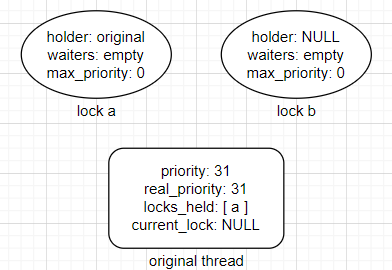 holder: original
waiters: empty
max_priority: 0
lock a
holder: NULL
waiters: empty
max_priority: 0
lock b
priority: 31
real_priority: 31
locks_held: [ a ]
current_lock: NULL
original thread